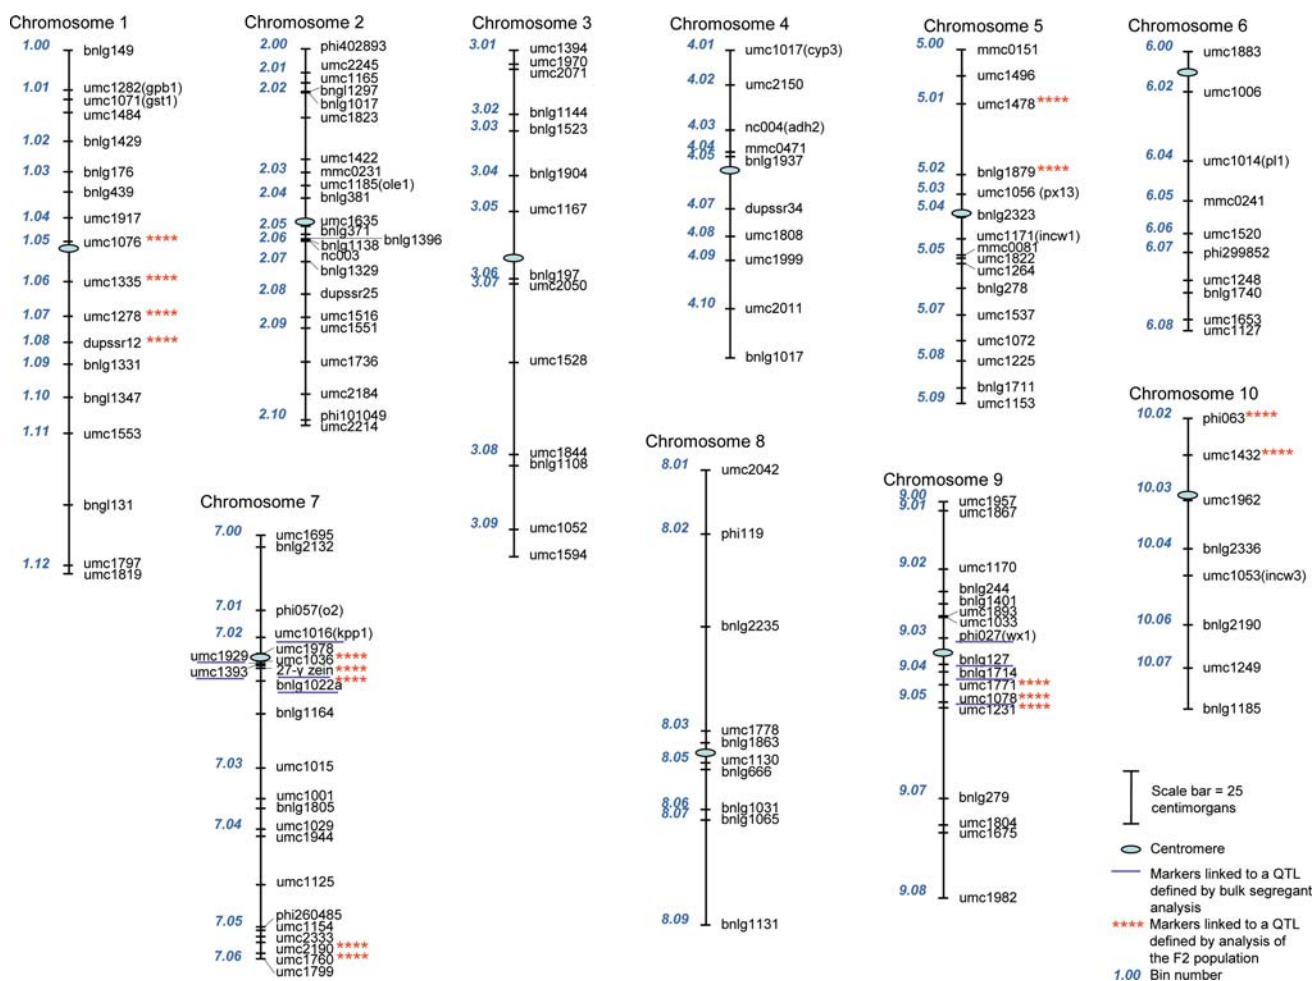 Chromosome 1
1.00 bnlg149
1.01 umc1282(gpb1)
umc1071(gst1)
umc1484
1.02 bnlg1429
1.03 bnlg176
bnlg439
1.04 umc1917
1.05 umc1076 ****
1.06 umc1335 ****
1.07 umc1278 ****
1.08 dupssr12 ****
1.09 bnlg1331
1.10 bngl1347
1.11 umc1553
bngl131
1.12 umc1797
umc1819
Chromosome 2
2.00 phi402893
2.01 umc2245
umc1165
2.02 bngl1297
bnlg1017
umc1823
umc1422
2.03 mmc0231
umc1185(ole1)
2.04 bnlg381
2.05 umc1635
bnlg371
2.06 bnlg1396
bnlg1138
2.07 nc003
bnlg1329
2.08 dupssr25
umc1516
2.09 umc1551
umc1736
umc2184
2.10 phi101049
umc2214
Chromosome 3
3.01 umc1394
umc1970
umc2071
3.02 bnlg1144
3.03 bnlg1523
3.04 bnlg1904
3.05 umc1167
3.06 bnlg197
3.07 umc2050
umc1528
3.08 umc1844
bnlg1108
3.09 umc1052
umc1594
Chromosome 4
4.01 umc1017(cyp3)
4.02 umc2150
4.03 nc004(adh2)
4.04 mmc0471
4.05 bnlg1937
4.07 dupssr34
4.08 umc1808
4.09 umc1999
4.10 umc2011
bnlg1017
Chromosome 5
5.00 mmc0151
umc1496
5.01 umc1478 ****
5.02 bnlg1879 ****
5.03 umc1056 (px13)
5.04 bnlg2323
umc1171(incw1)
5.05 mmc0081
umc1822
umc1264
bnlg278
5.07 umc1537
umc1072
5.08 umc1225
bnlg1711
5.09 umc1153
Chromosome 6
6.00 umc1883
6.02 umc1006
6.04 umc1014(pl1)
6.05 mmc0241
6.06 umc1520
6.07 phi299852
umc1248
bnlg1740
umc1653
6.08 umc1127
Chromosome 7
7.00 umc1695
bnlg2132
7.01 phi057(o2)
7.02 umc1016(kpp1)
umc1978
umc1929 umc1036 ****
umc1393 27-γ zein ****
bnlg1022a ****
bnlg1164
7.03 umc1015
umc1001
bnlg1805
7.04 umc1029
umc1944
umc1125
phi260485
7.05 umc1154
umc2333
umc2190 ****
7.06 umc1760 ****
umc1799
Chromosome 8
8.01 umc2042
8.02 phi119
bnlg2235
8.03 umc1778
bnlg1863
8.05 umc1130
bnlg666
8.06 bnlg1031
8.07 bnlg1065
8.09 bnlg1131
Chromosome 9
9.00 umc1957
9.01 umc1867
9.02 umc1170
bnlg244
bnlg1401
umc1893
umc1033
9.03 phi027(wx1)
9.04 bnlg127
bnlg1714
umc1771 ****
9.05 umc1078 ****
umc1231 ****
9.07 bnlg279
umc1804
umc1675
9.08 umc1982
Chromosome 10
10.02 phi063 ****
umc1432 ****
10.03 umc1962
10.04 bnlg2336
umc1053(incw3)
10.06 bnlg2190
10.07 umc1249
bnlg1185
Scale bar = 25
centimorgans
Centromere
Markers linked to a QTL
defined by bulk segregant
analysis
**** Markers linked to a QTL
defined by analysis of
the F2 population
1.00 Bin number